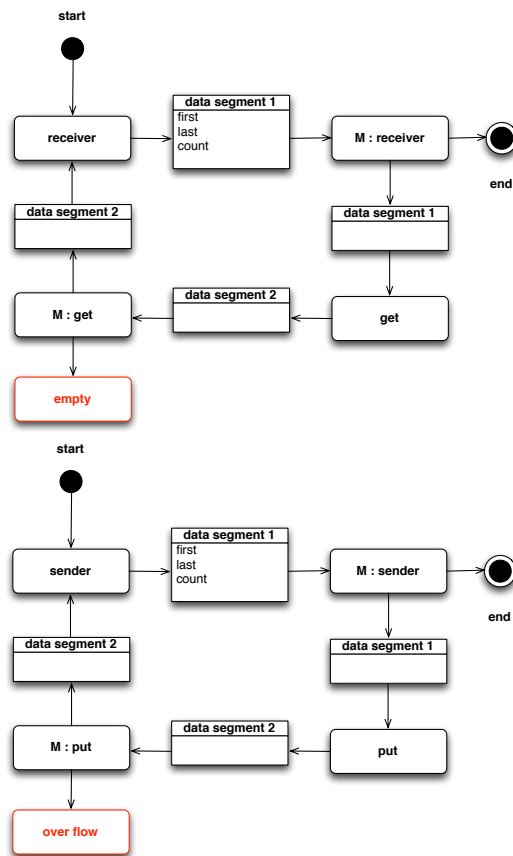 start
data segment 1
first
last
count
receiver
M : receiver
end
data segment 2
data segment 1
data segment 2
M : get
get
empty
start
data segment 1
first
last
count
sender
M : sender
end
data segment 2
data segment 1
data segment 2
M : put
put
over flow